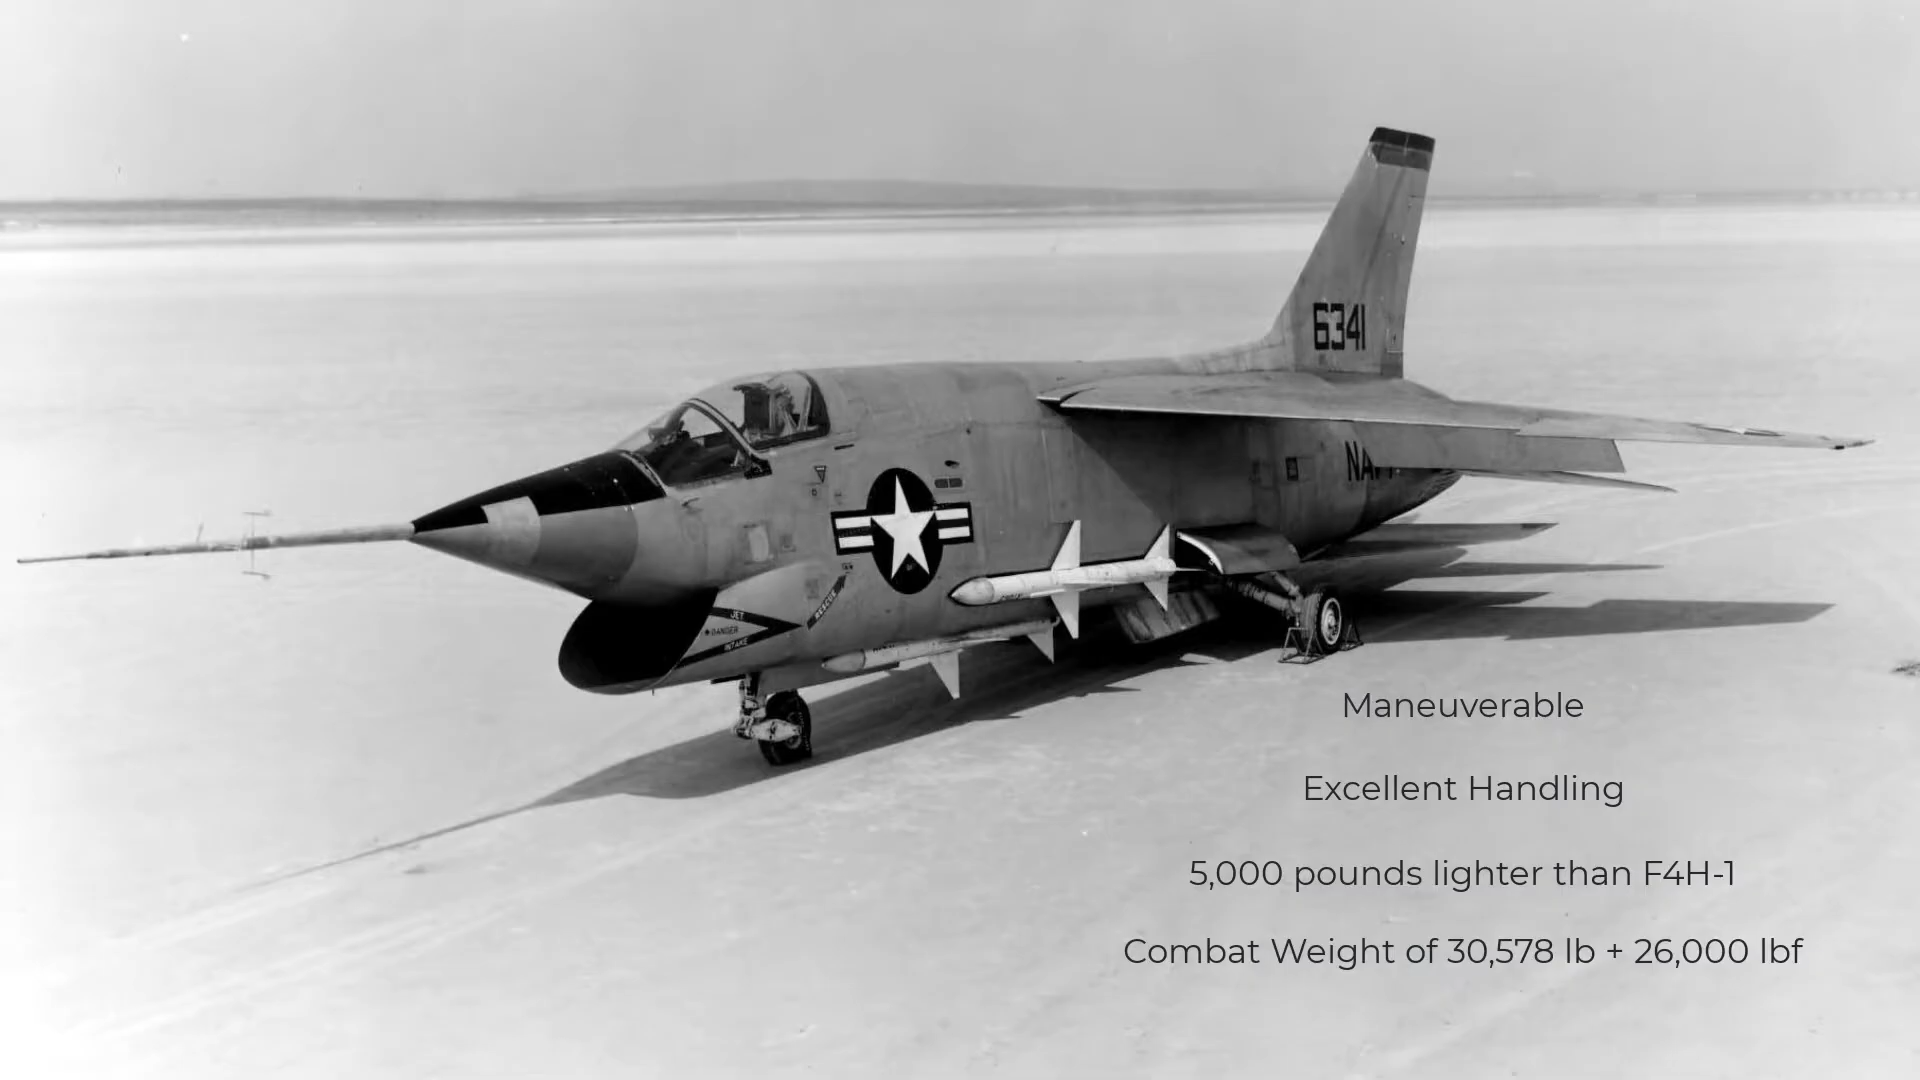 6341
NAVY
JET
DANGER
INTAKE
RESCUE
Maneuverable
Excellent Handling
5,000 pounds lighter than F4H-1
Combat Weight of 30,578 lb + 26,000 lbf